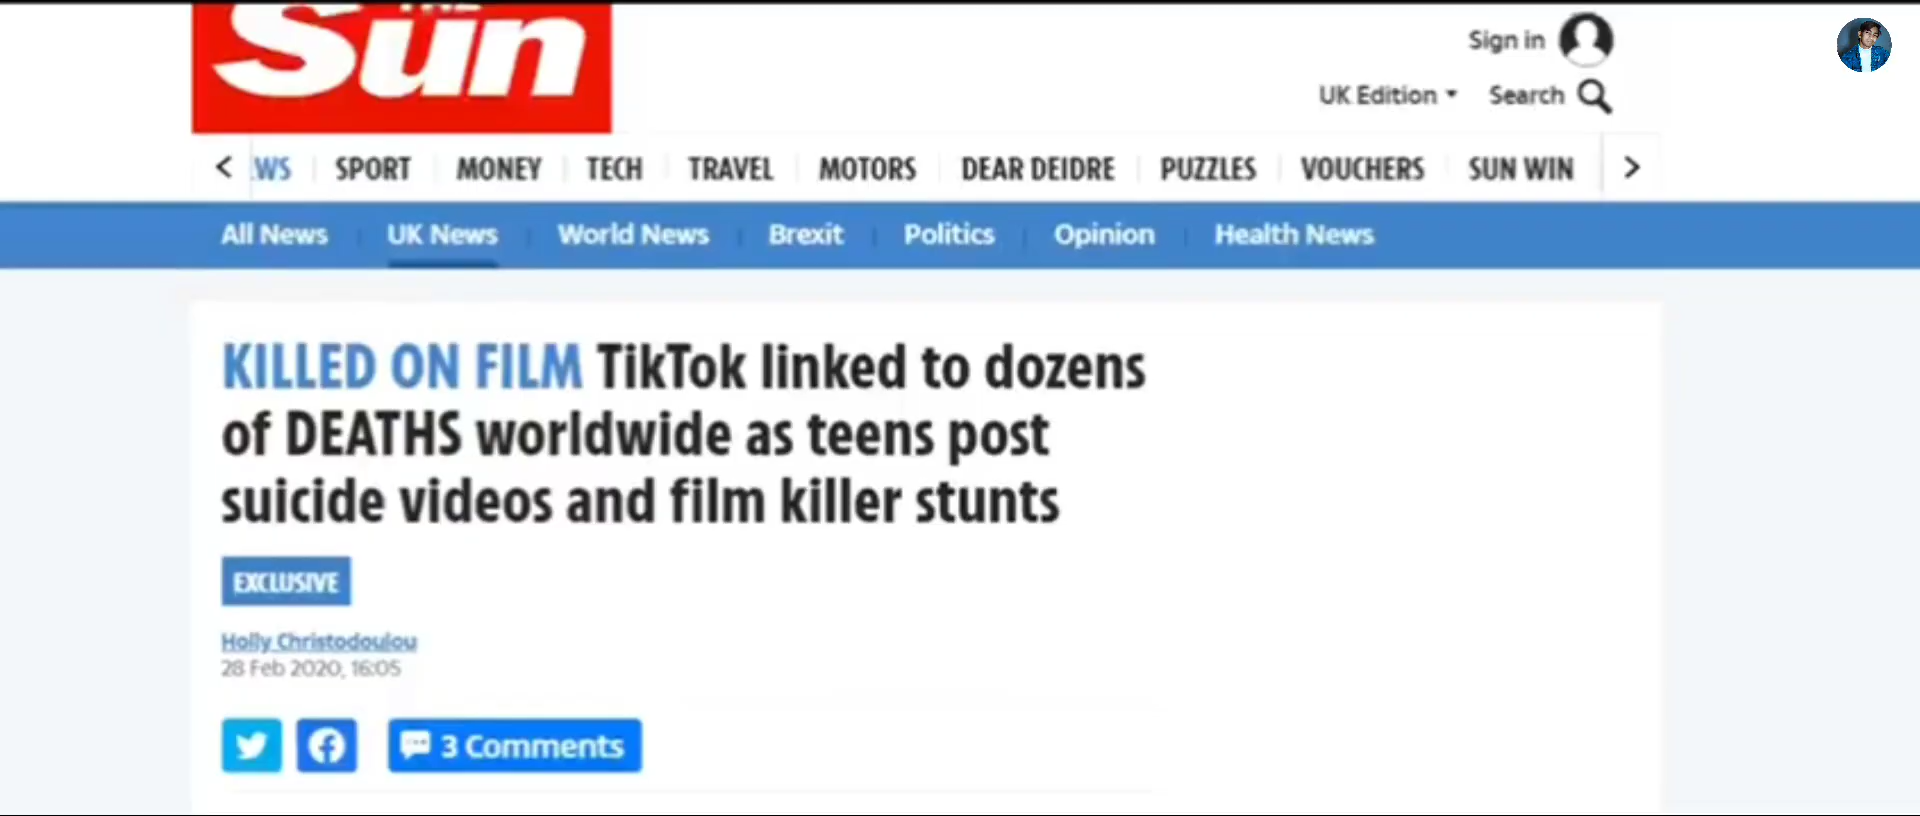 THE
Sun
Sign in
UK Edition
Search
WS SPORT MONEY TECH TRAVEL MOTORS DEAR DEIDRE PUZZLES VOUCHERS SUN WIN
All News UK News World News Brexit Politics Opinion Health News
KILLED ON FILM TikTok linked to dozens
of DEATHS worldwide as teens post
suicide videos and film killer stunts
EXCLUSIVE
Holly Christodoulou
28 Feb 2020, 16:05
3 Comments